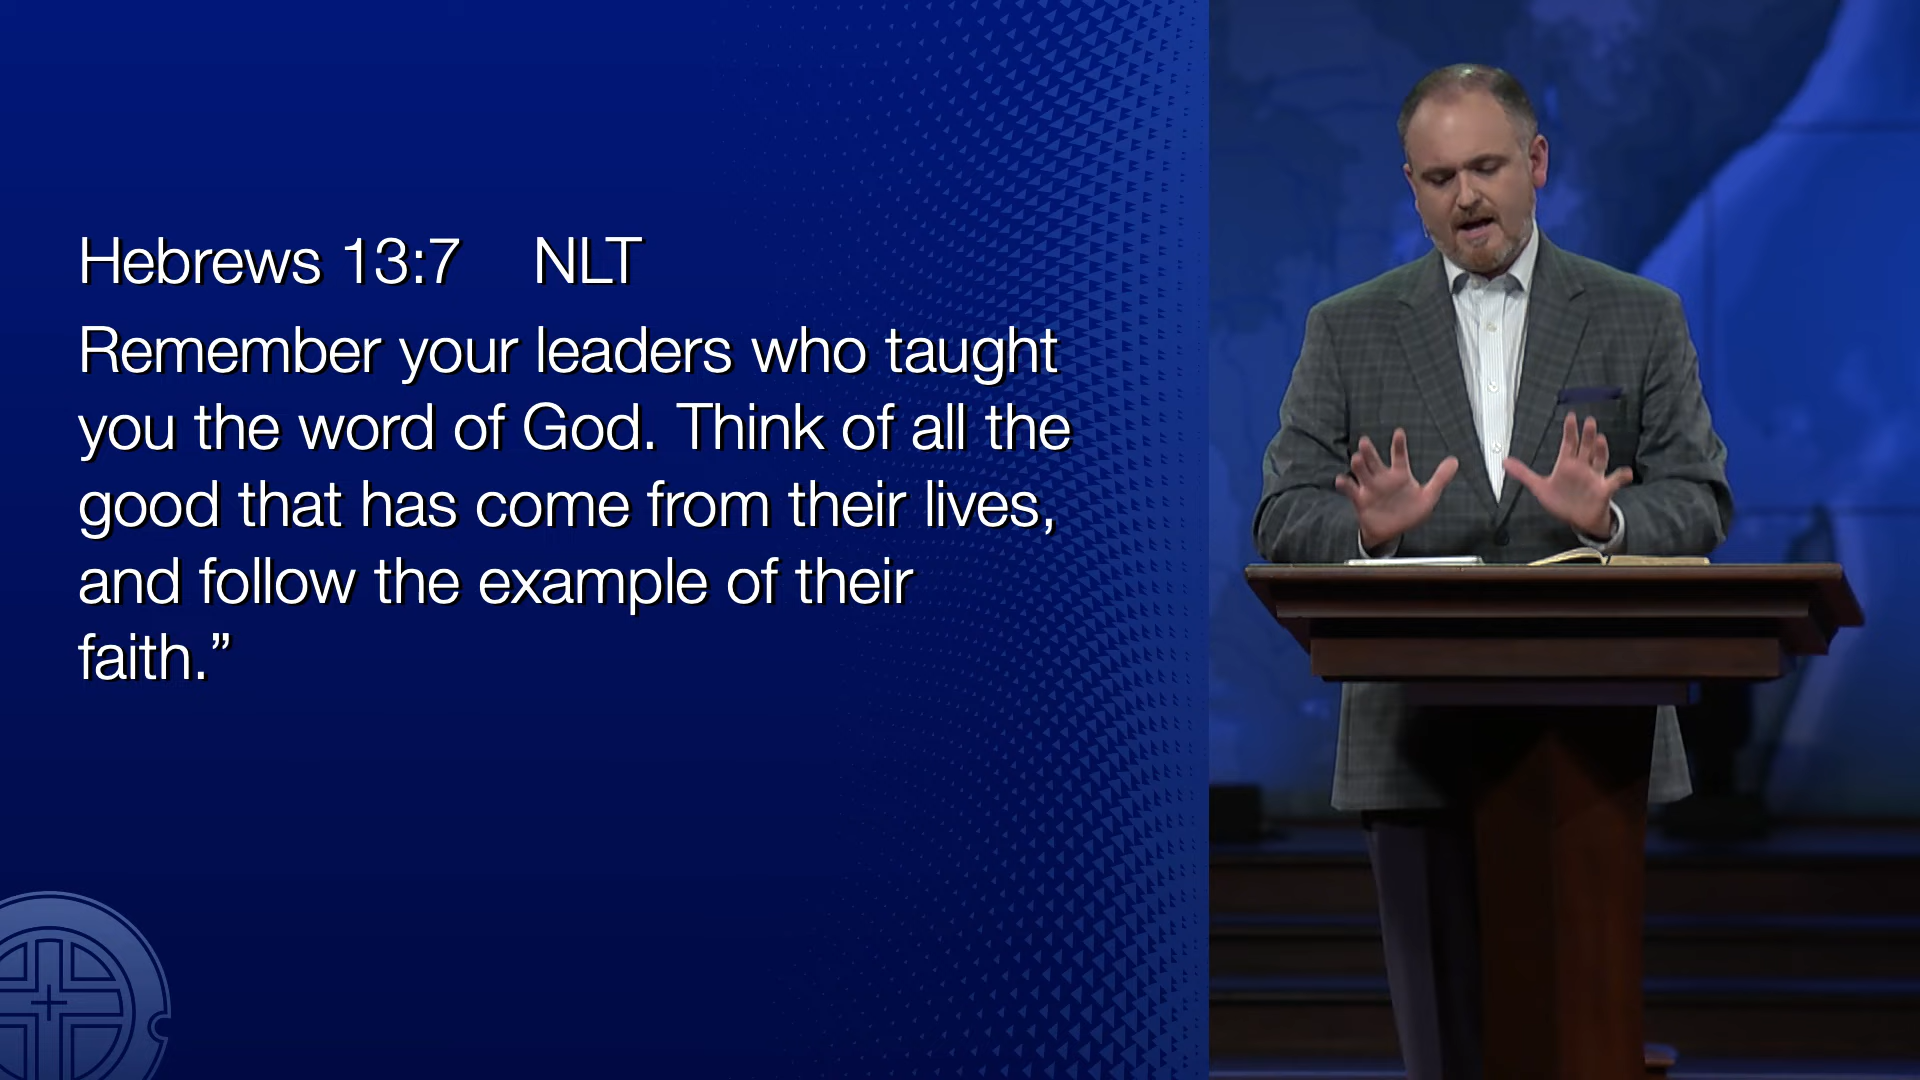 Hebrews 13:7 NLT
Remember your leaders who taught
you the word of God. Think of all the
good that has come from their lives,
and follow the example of their
faith.”